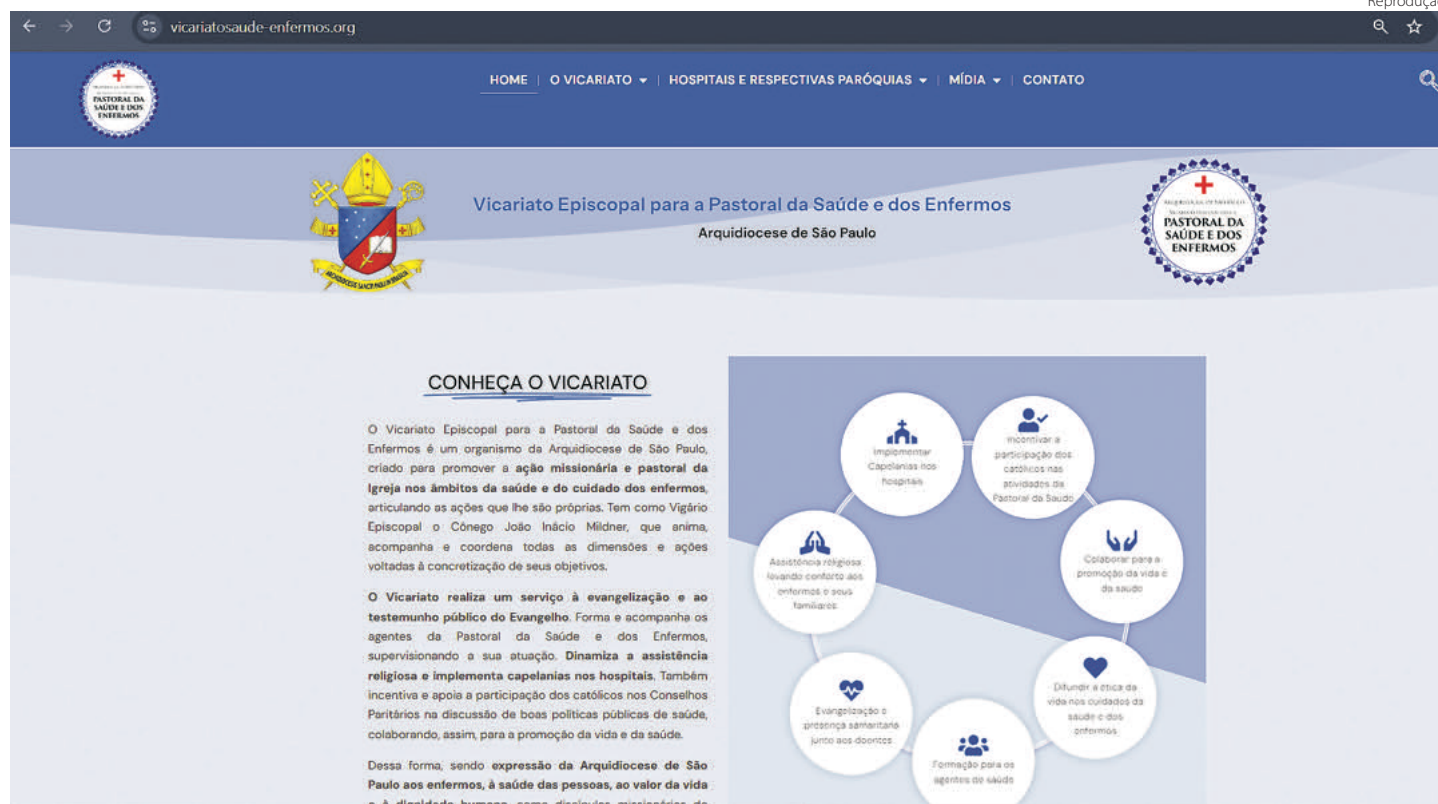 Reprodução
vicariatosaude-enfermos.org
HOME | O VICARIATO | HOSPITAIS E RESPECTIVAS PARÓQUIAS | MÍDIA | CONTATO
PASTORAL DA
SAÚDE E DOS
ENFERMOS
Vicariato Episcopal para a Pastoral da Saúde e dos Enfermos
Arquidiocese de São Paulo
PASTORAL DA
SAÚDE E DOS
ENFERMOS
CONHEÇA O VICARIATO
O Vicariato Episcopal para a Pastoral da Saúde e dos
Enfermos é um organismo da Arquidiocese de São Paulo,
criado para promover a ação missionária e pastoral da
Igreja nos âmbitos da saúde e do cuidado dos enfermos,
articulando as ações que lhe são próprias. Tem como Vigário
Episcopal o Cônego João Inácio Mildner, que anima,
acompanha e coordena todas as dimensões e ações
voltadas à concretização de seus objetivos.
O Vicariato realiza um serviço à evangelização e ao
testemunho público do Evangelho. Forma e acompanha os
agentes da Pastoral da Saúde e dos Enfermos,
supervisionando a sua atuação. Dinamiza a assistência
religiosa e implementa capelanias nos hospitais. Também
incentiva e apoia a participação dos católicos nos Conselhos
Paritários na discussão de boas políticas públicas de saúde,
colaborando, assim, para a promoção da vida e da saúde.
Dessa forma, sendo expressão da Arquidiocese de São
Paulo aos enfermos, à saúde das pessoas, ao valor da vida
e à dignidade humana, como discípulos missionários de
Implementar
Capelanias nos
hospitais
Incentivar a
participação dos
católicos nas
atividades da
Pastoral da Saúde
Colaborar para a
promoção da vida e
da saúde
Difundir a ética da
vida nos cuidados da
saúde e dos
enfermos
Formação para os
agentes de saúde
Evangelização e
presença samaritana
junto aos doentes
Assistência religiosa
levando conforto aos
enfermos e seus
familiares